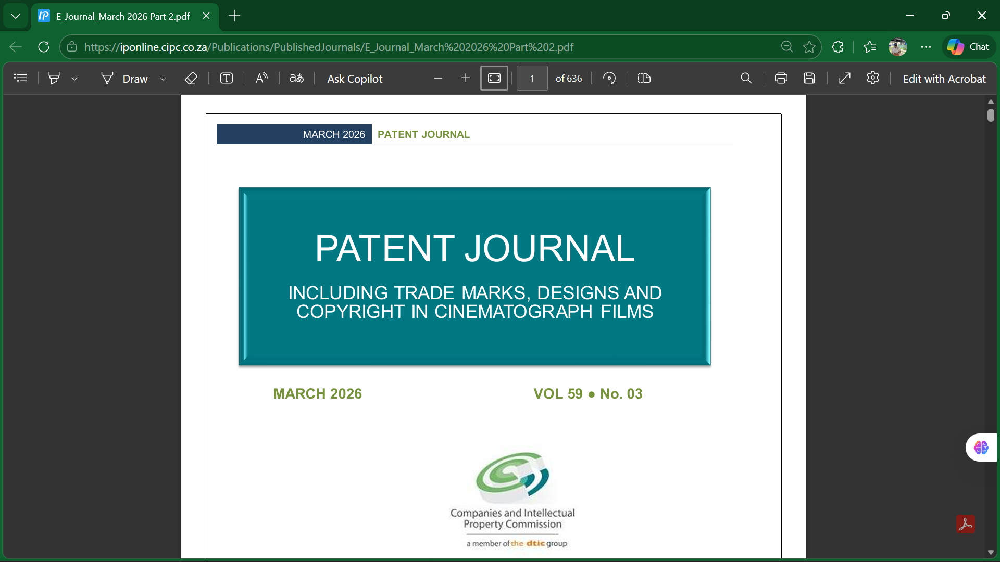 E_Journal_March 2026 Part 2.pdf
https://iponline.cipc.co.za/Publications/PublishedJournals/E_Journal_March%202026%20Part%202.pdf
Chat
Draw
T
A
aあ
Ask Copilot
1 of 636
Edit with Acrobat
MARCH 2026 PATENT JOURNAL
PATENT JOURNAL
INCLUDING TRADE MARKS, DESIGNS AND
COPYRIGHT IN CINEMATOGRAPH FILMS
MARCH 2026 VOL 59 ● No. 03
Companies and Intellectual
Property Commission
a member of the dtic group